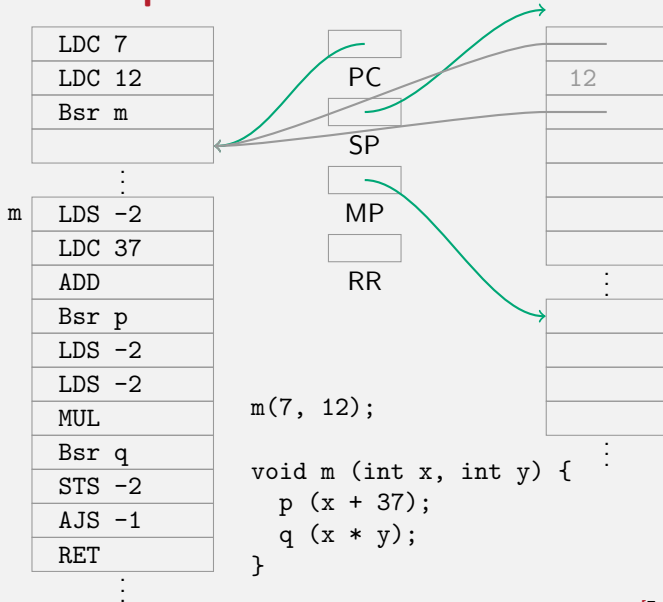 LDC 7
LDC 12
Bsr m
m
LDS -2
LDC 37
ADD
Bsr p
LDS -2
LDS -2
MUL
Bsr q
STS -2
AJS -1
RET
PC
SP
MP
RR
12
m(7, 12);
void m (int x, int y) {
p (x + 37);
q (x * y);
}